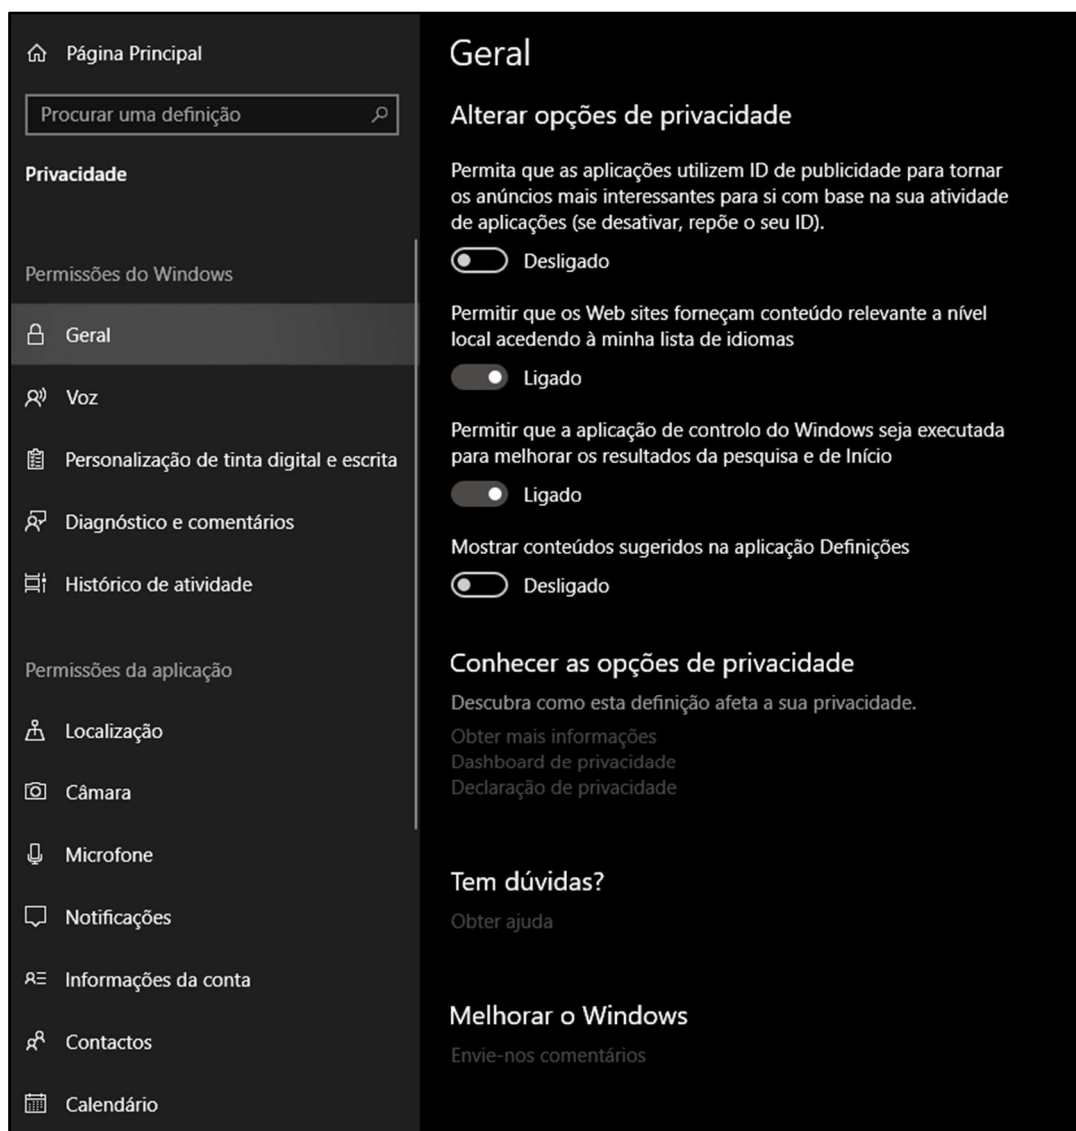 Página Principal
Procurar uma definição
Privacidade
Permissões do Windows
Geral
Voz
Personalização de tinta digital e escrita
Diagnóstico e comentários
Histórico de atividade
Permissões da aplicação
Localização
Câmara
Microfone
Notificações
Informações da conta
Contactos
Calendário
Geral
Alterar opções de privacidade
Permita que as aplicações utilizem ID de publicidade para tornar
os anúncios mais interessantes para si com base na sua atividade
de aplicações (se desativar, repõe o seu ID).
Desligado
Permitir que os Web sites forneçam conteúdo relevante a nível
local acedendo à minha lista de idiomas
Ligado
Permitir que a aplicação de controlo do Windows seja executada
para melhorar os resultados da pesquisa e de Início
Ligado
Mostrar conteúdos sugeridos na aplicação Definições
Desligado
Conhecer as opções de privacidade
Descubra como esta definição afeta a sua privacidade.
Obter mais informações
Dashboard de privacidade
Declaração de privacidade
Tem dúvidas?
Obter ajuda
Melhorar o Windows
Envie-nos comentários